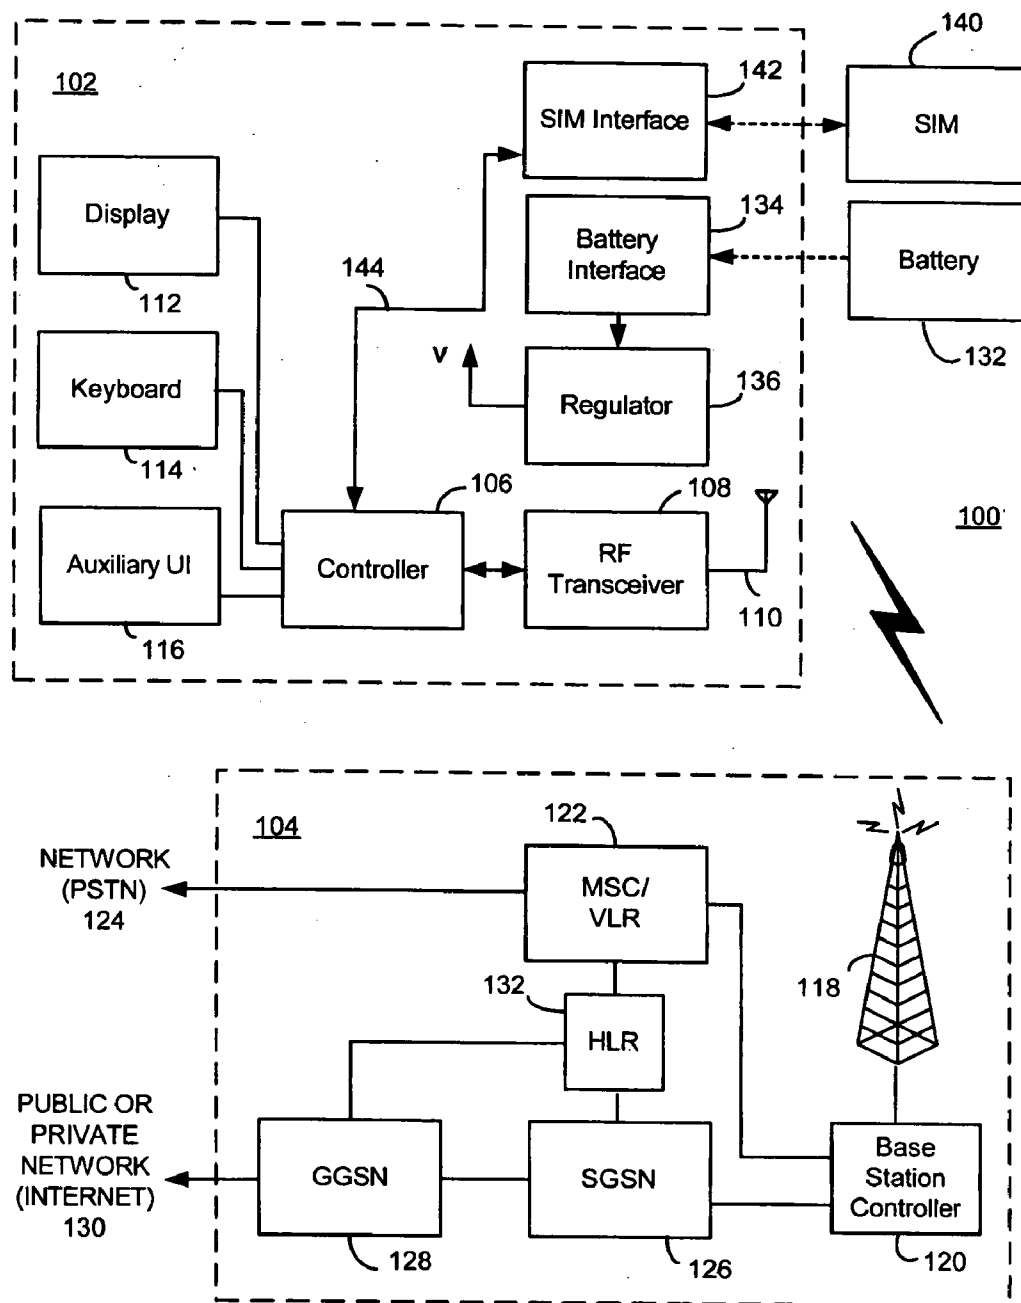 140
102
142
SIM Interface
SIM
Display
112
134
Battery
Interface
Battery
132
144
Keyboard
114
V
136
Regulator
106
108
100
Auxiliary UI
116
Controller
RF
Transceiver
110
104
122
NETWORK
(PSTN)
124
MSC/
VLR
118
132
HLR
PUBLIC OR
PRIVATE
NETWORK
(INTERNET)
130
GGSN
128
SGSN
126
Base
Station
Controller
120